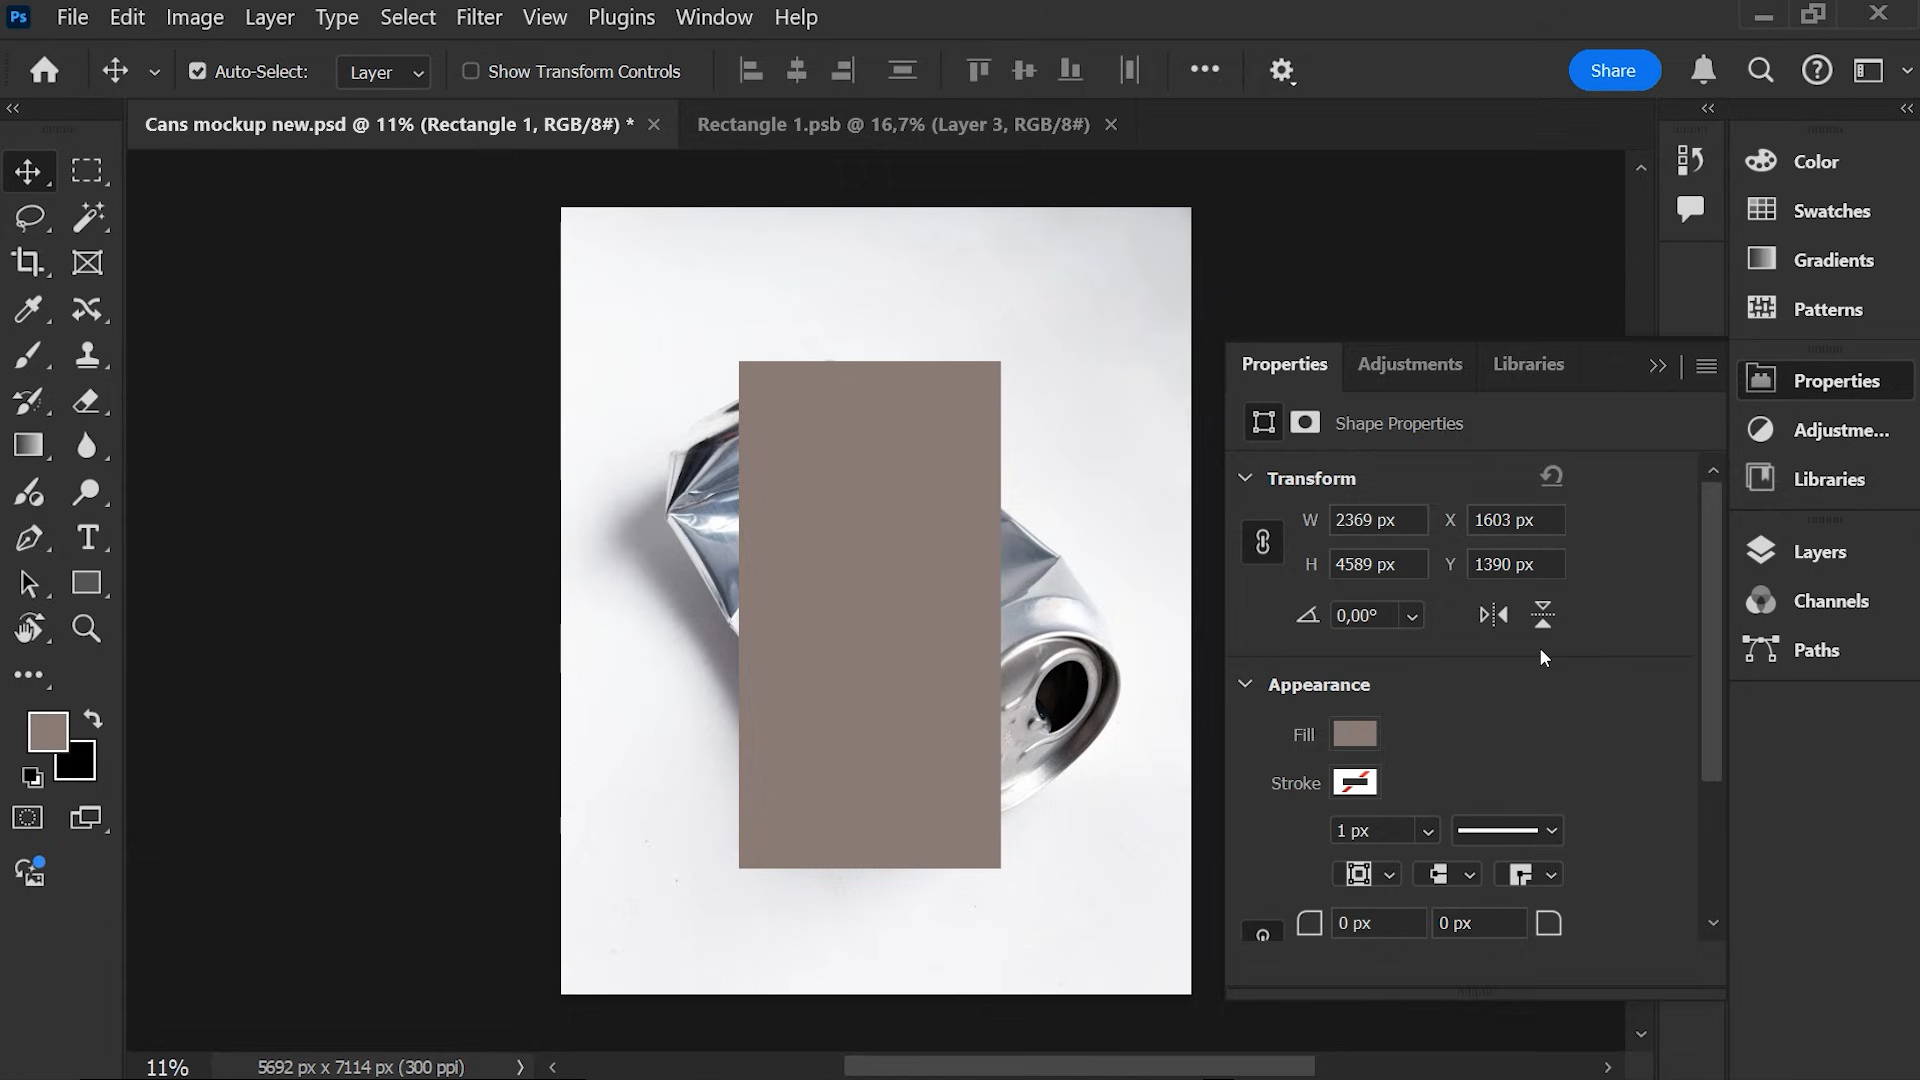 Ps File Edit Image Layer Type Select Filter View Plugins Window Help
Auto-Select: Layer Show Transform Controls Share
Cans mockup new.psd @ 11% (Rectangle 1, RGB/8#) * Rectangle 1.psb @ 16,7% (Layer 3, RGB/8#)
Color
Swatches
Gradients
Patterns
Properties
Adjustme...
Libraries
Layers
Channels
Paths
Properties Adjustments Libraries
Shape Properties
Transform
W 2369 px X 1603 px
H 4589 px Y 1390 px
0,00°
Appearance
Fill
Stroke
1 px
0 px 0 px
11% 5692 px x 7114 px (300 ppi)